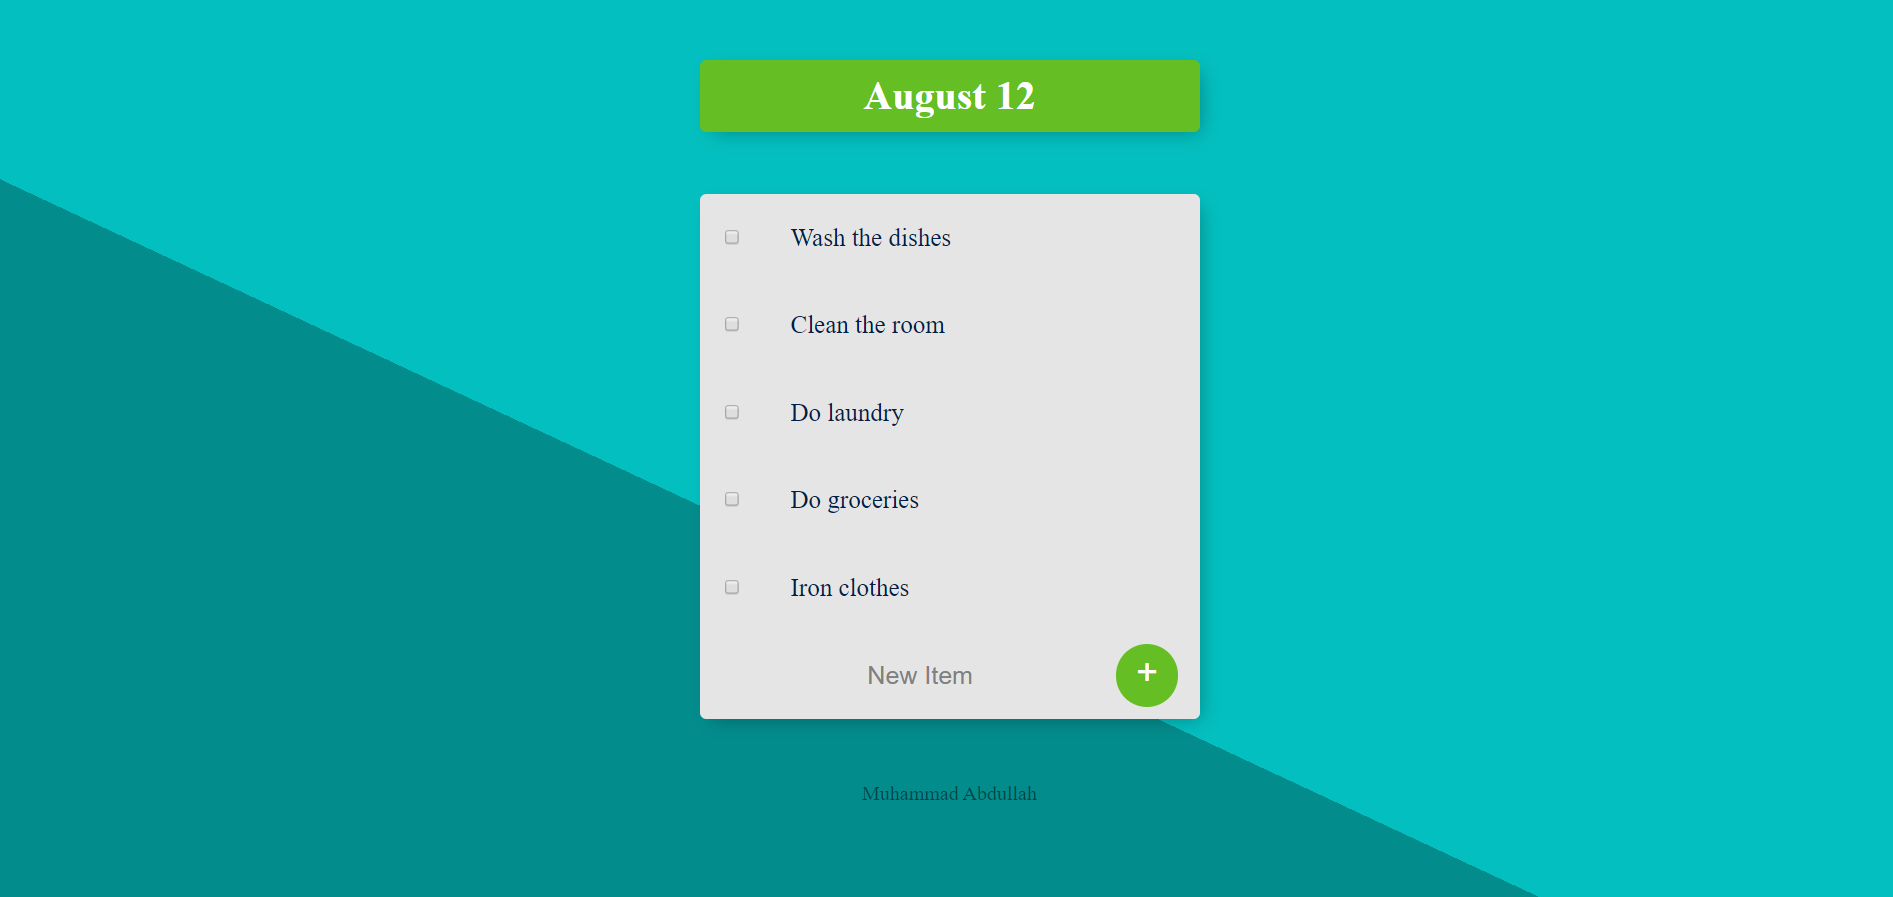 August 12
Wash the dishes
Clean the room
Do laundry
Do groceries
Iron clothes
New Item +
Muhammad Abdullah